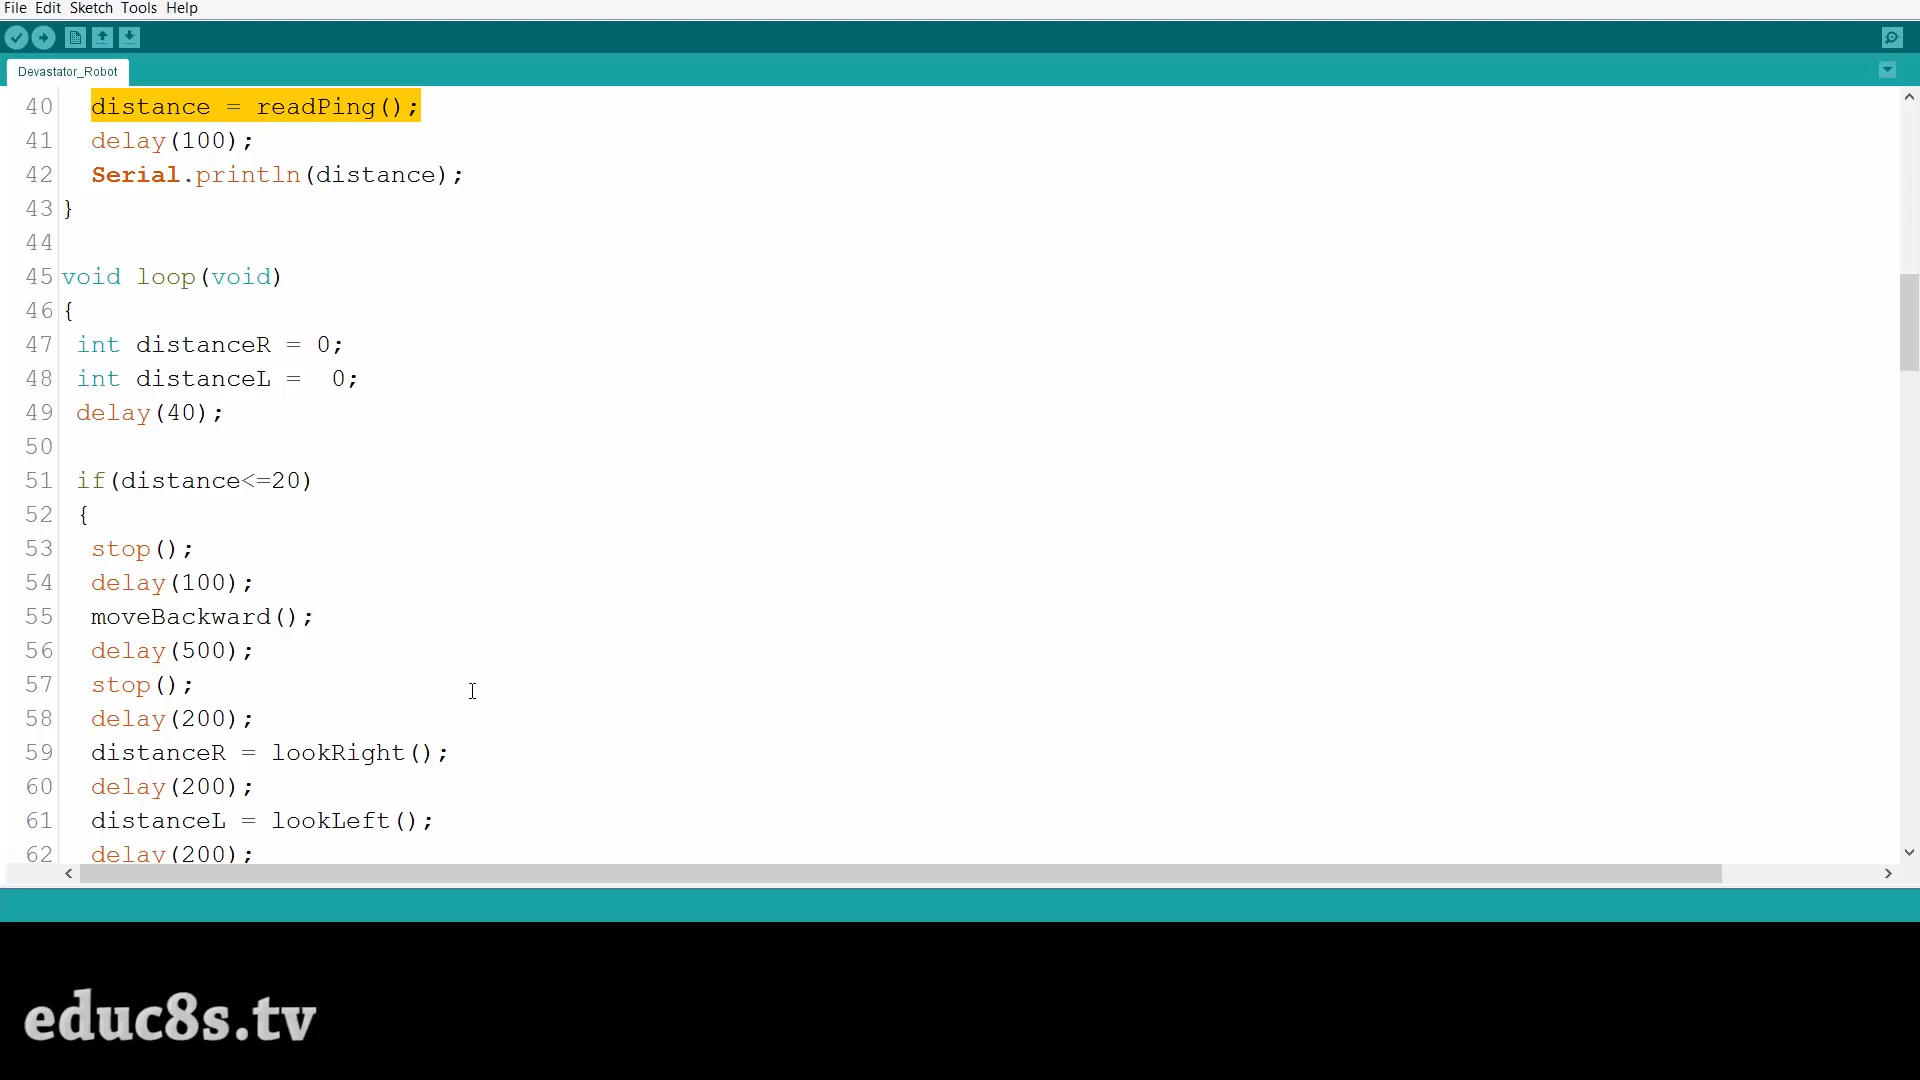 File Edit Sketch Tools Help
Devastator_Robot
40 distance = readPing();
41 delay(100);
42 Serial.println(distance);
43 }
44
45 void loop(void)
46 {
47 int distanceR = 0;
48 int distanceL =  0;
49 delay(40);
50
51 if(distance<=20)
52 {
53 stop();
54 delay(100);
55 moveBackward();
56 delay(500);
57 stop();
58 delay(200);
59 distanceR = lookRight();
60 delay(200);
61 distanceL = lookLeft();
62 delay(200);
educ8s.tv